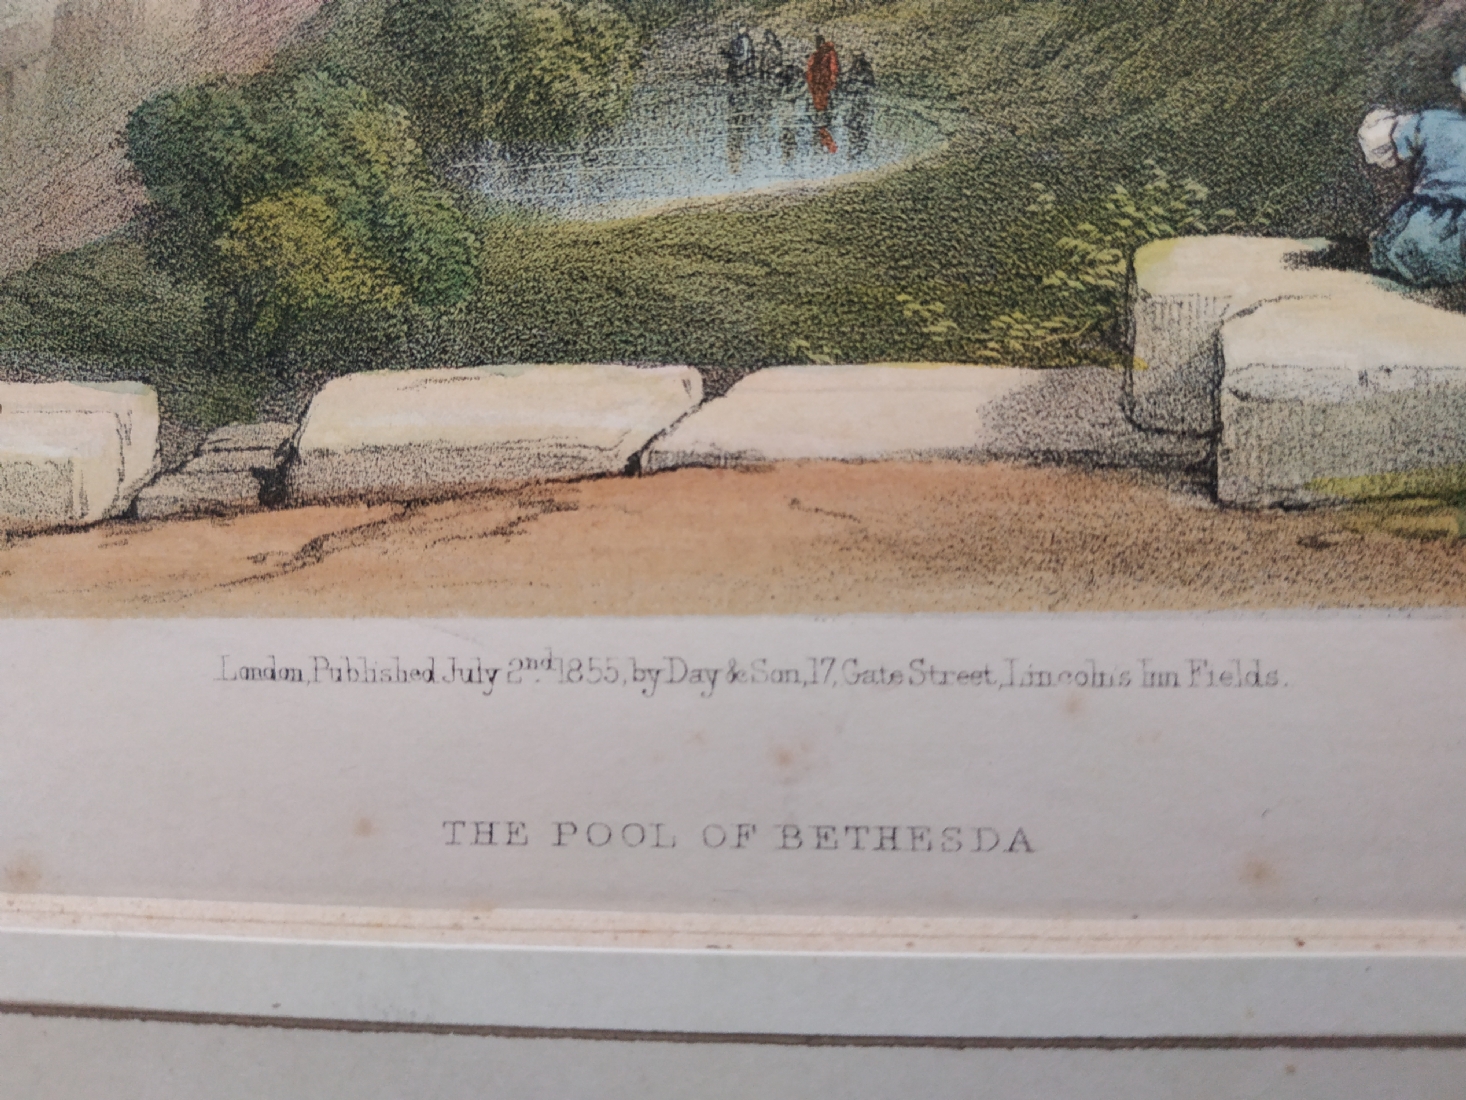 London, Published July 2nd. 1855, by Day & Son, 17, Gate Street, Lincoln's Inn Fields.
THE POOL OF BETHESDA